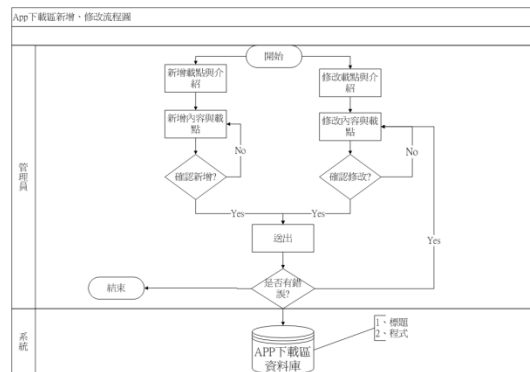 App下載區新增、修改流程圖
開始
新增載點與介
紹
修改載點與介
紹
新增內容與載
點
修改內容與載
點
No
No
確認新增?
確認修改?
管理員
Yes
Yes
送出
Yes
是否有錯
誤?
結束
系統
APP下載區
資料庫
1、標題
2、程式